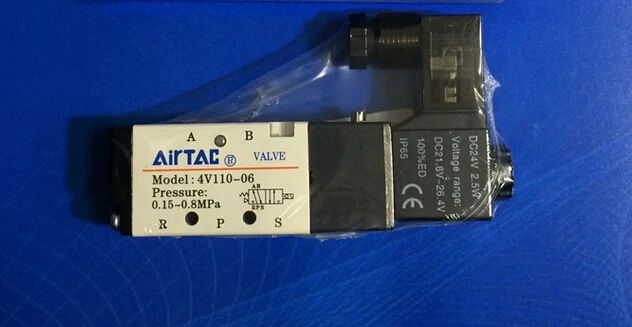 A B
AirTAC ® VALVE
Model: 4V110-06
Pressure:
0.15~0.8MPa
AB
R P S
DC24V 2.5W
Voltage range:
DC21.6V-26.4V
100%ED
IP65
CE